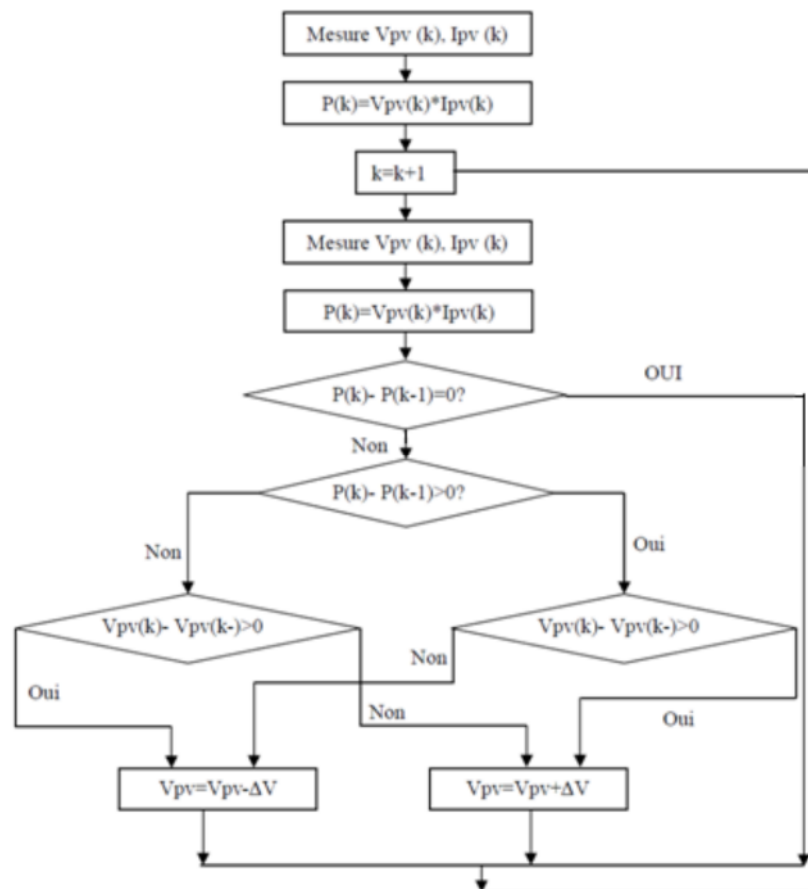 Mesure Vpv (k), Ipv (k)
P(k)=Vpv(k)*Ipv(k)
k=k+1
Mesure Vpv (k), Ipv (k)
P(k)=Vpv(k)*Ipv(k)
OUI
P(k)- P(k-1)=0?
Non
P(k)- P(k-1)>0?
Non
Oui
Vpv(k)- Vpv(k-)>0
Vpv(k)- Vpv(k-)>0
Non
Oui
Non
Oui
Vpv=Vpv-ΔV
Vpv=Vpv+ΔV